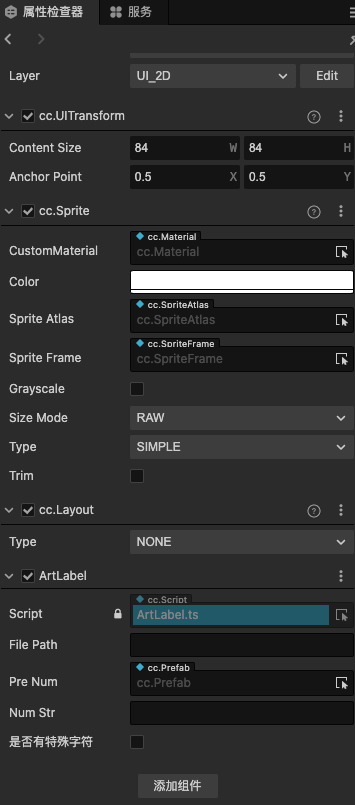 属性检查器 服务
Layer UI_2D Edit
cc.UITransform
Content Size 84 W 84 H
Anchor Point 0.5 X 0.5 Y
cc.Sprite
cc.Material
CustomMaterial cc.Material
Color
cc.SpriteAtlas
Sprite Atlas cc.SpriteAtlas
cc.SpriteFrame
Sprite Frame cc.SpriteFrame
Grayscale
Size Mode RAW
Type SIMPLE
Trim
cc.Layout
Type NONE
ArtLabel
cc.Script
Script ArtLabel.ts
File Path
cc.Prefab
Pre Num cc.Prefab
Num Str
是否有特殊字符
添加组件